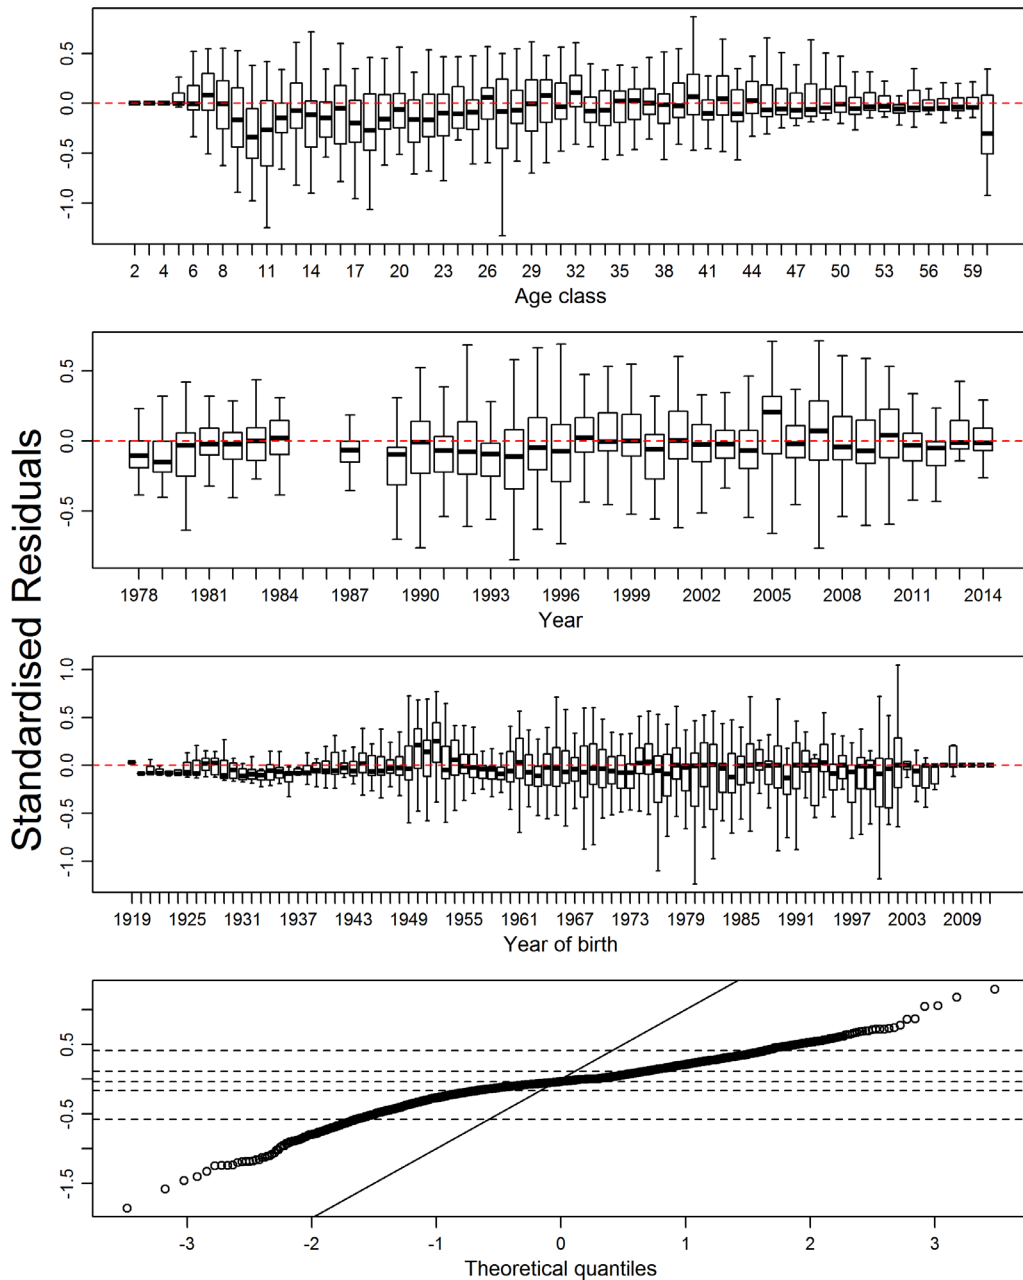 Standardised Residuals
0.5
0.0
-0.5
-1.0
2 4 6 8 11 14 17 20 23 26 29 32 35 38 41 44 47 50 53 56 59
Age class
0.5
0.0
-0.5
1978 1981 1984 1987 1990 1993 1996 1999 2002 2005 2008 2011 2014
Year
1.0
0.5
0.0
-0.5
-1.0
1919 1925 1931 1937 1943 1949 1955 1961 1967 1973 1979 1985 1991 1997 2003 2009
Year of birth
0.5
-0.5
-1.5
-3 -2 -1 0 1 2 3
Theoretical quantiles